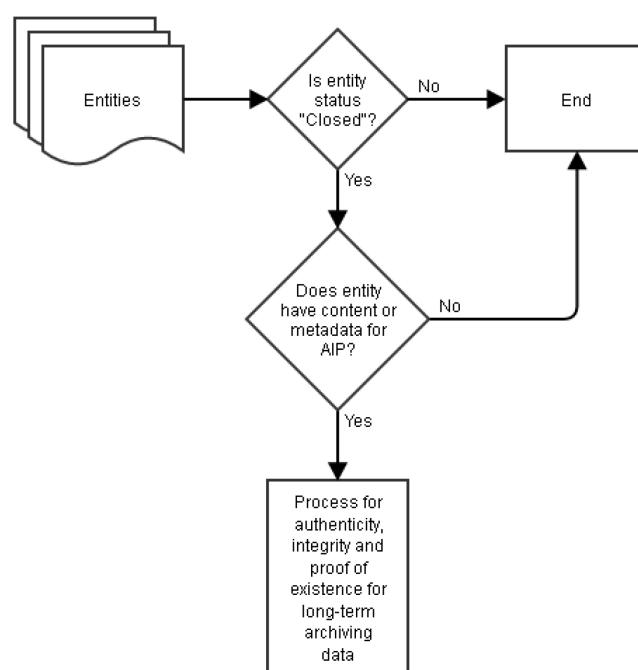 Entities
Is entity
status
"Closed"?
No
End
Yes
Does entity
have content or
metadata for
AIP?
No
Yes
Process for
authenticity,
integrity and
proof of
existence for
long-term
archiving
data